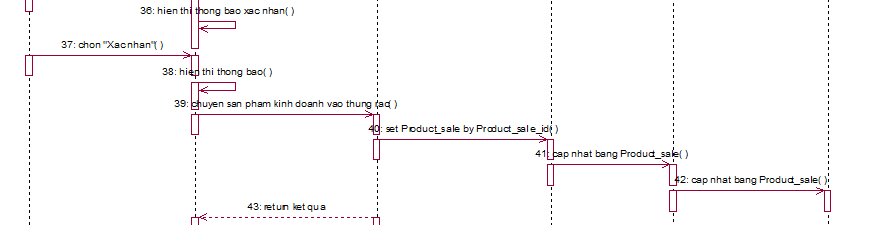 36: hien thi thong bao xac nhan( )
37: chon "Xac nhan"( )
38: hien thi thong bao( )
39: chuyen san pham kinh doanh vao thung rac( )
40: set Product_sale by Product_sale_id( )
41: cap nhat bang Product_sale( )
42: cap nhat bang Product_sale( )
43: return ket qua